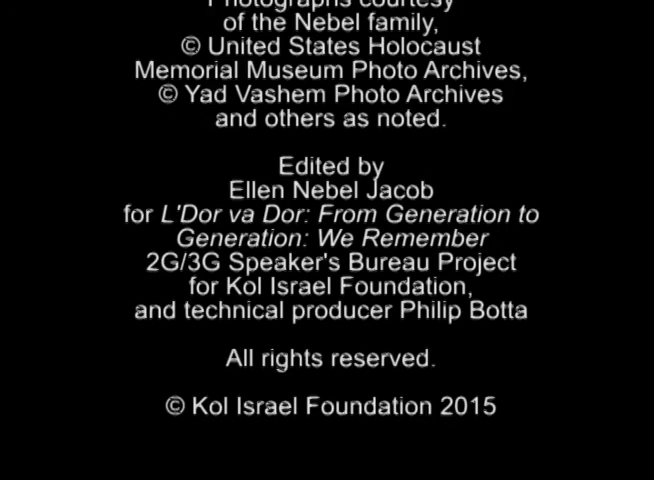 Photographs courtesy
of the Nebel family,
© United States Holocaust
Memorial Museum Photo Archives,
© Yad Vashem Photo Archives
and others as noted.
Edited by
Ellen Nebel Jacob
for L'Dor va Dor: From Generation to
Generation: We Remember
2G/3G Speaker's Bureau Project
for Kol Israel Foundation,
and technical producer Philip Botta
All rights reserved.
© Kol Israel Foundation 2015